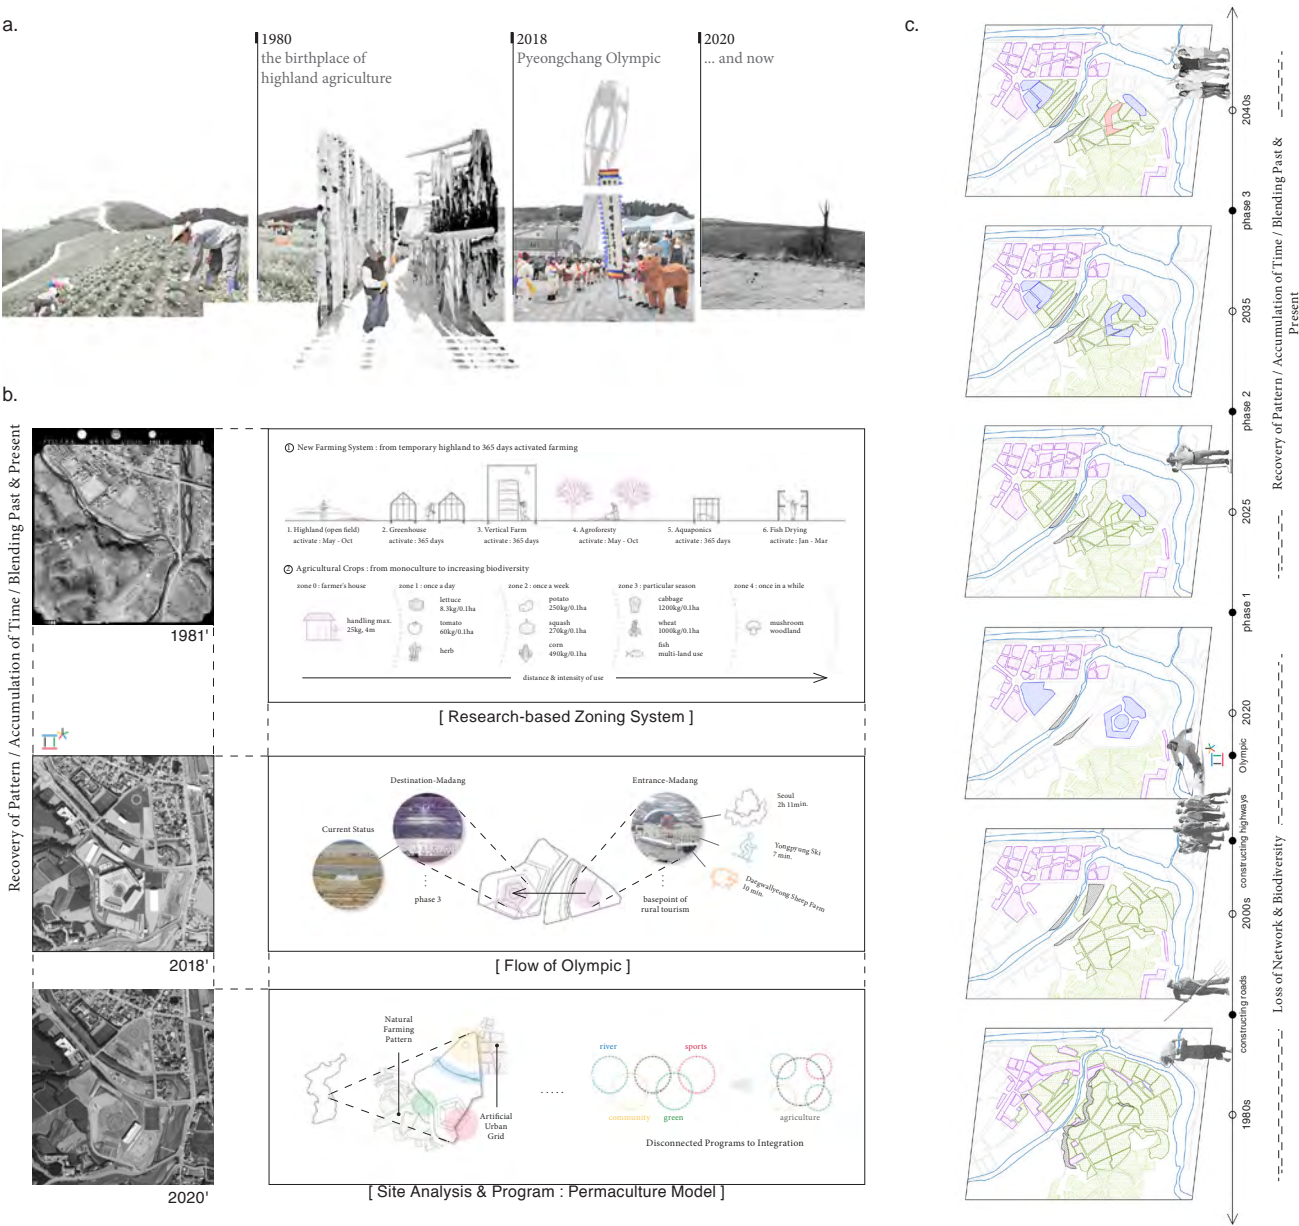 a.
1980
the birthplace of
highland agriculture
2018
Pyeongchang Olympic
2020
... and now
b.
Recovery of Pattern / Accumulation of Time / Blending Past & Present
1981'
2018'
2020'
1 New Farming System : from temporary highland to 365 days activated farming
1. Highland (open field)
activate : May - Oct
2. Greenhouse
activate : 365 days
3. Vertical Farm
activate : 365 days
4. Agroforesty
activate : May - Oct
5. Aquaponics
activate : 365 days
6. Fish Drying
activate : Jan - Mar
2 Agricultural Crops : from monoculture to increasing biodiversity
zone 0 : farmer's house
handling max.
25kg, 4m
zone 1 : once a day
lettuce
8.3kg/0.1ha
tomato
60kg/0.1ha
herb
zone 2 : once a week
potato
250kg/0.1ha
squash
270kg/0.1ha
corn
490kg/0.1ha
zone 3 : particular season
cabbage
1200kg/0.1ha
wheat
1000kg/0.1ha
fish
multi-land use
zone 4 : once in a while
mushroom
woodland
distance & intensity of use
[ Research-based Zoning System ]
Current Status
Destination-Madang
phase 3
Entrance-Madang
basepoint of
rural tourism
Seoul
2h 11min.
Yongpyung Ski
7 min.
Daegwallyeong Sheep Farm
10 min.
[ Flow of Olympic ]
Natural
Farming
Pattern
Artificial
Urban
Grid
river
sports
community
green
agriculture
Disconnected Programs to Integration
[ Site Analysis & Program : Permaculture Model ]
c.
2040s
phase 3
2035
phase 2
2025
phase 1
2020
Olympic
constructing highways
2000s
constructing roads
1980s
Recovery of Pattern / Accumulation of Time / Blending Past &
Present
Loss of Network & Biodiversity